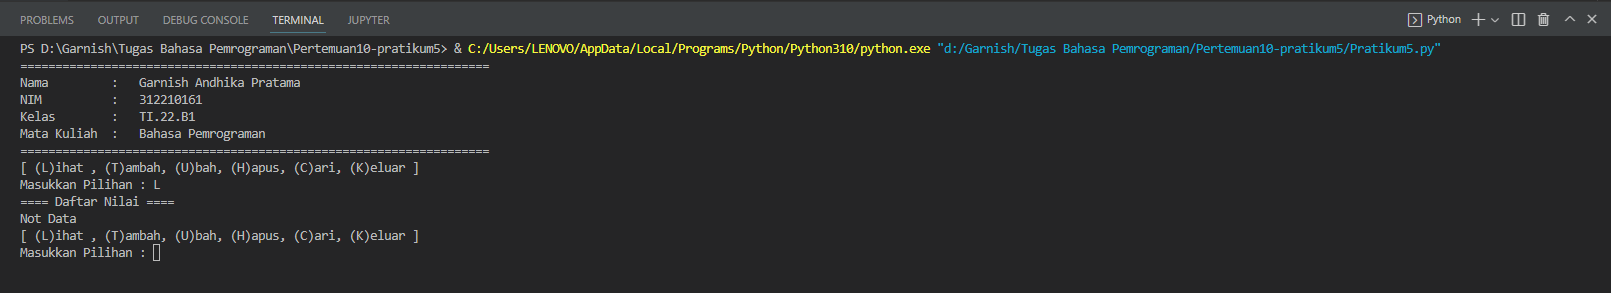 PROBLEMS OUTPUT DEBUG CONSOLE TERMINAL JUPYTER Python
PS D:\Garnish\Tugas Bahasa Pemrograman\Pertemuan10-pratikum5> & C:/Users/LENOVO/AppData/Local/Programs/Python/Python310/python.exe "d:/Garnish/Tugas Bahasa Pemrograman/Pertemuan10-pratikum5/Pratikum5.py"
===================================================================
Nama : Garnish Andhika Pratama
NIM : 312210161
Kelas : TI.22.B1
Mata Kuliah : Bahasa Pemrograman
===================================================================
[ (L)ihat , (T)ambah, (U)bah, (H)apus, (C)ari, (K)eluar ]
Masukkan Pilihan : L
==== Daftar Nilai ====
Not Data
[ (L)ihat , (T)ambah, (U)bah, (H)apus, (C)ari, (K)eluar ]
Masukkan Pilihan :